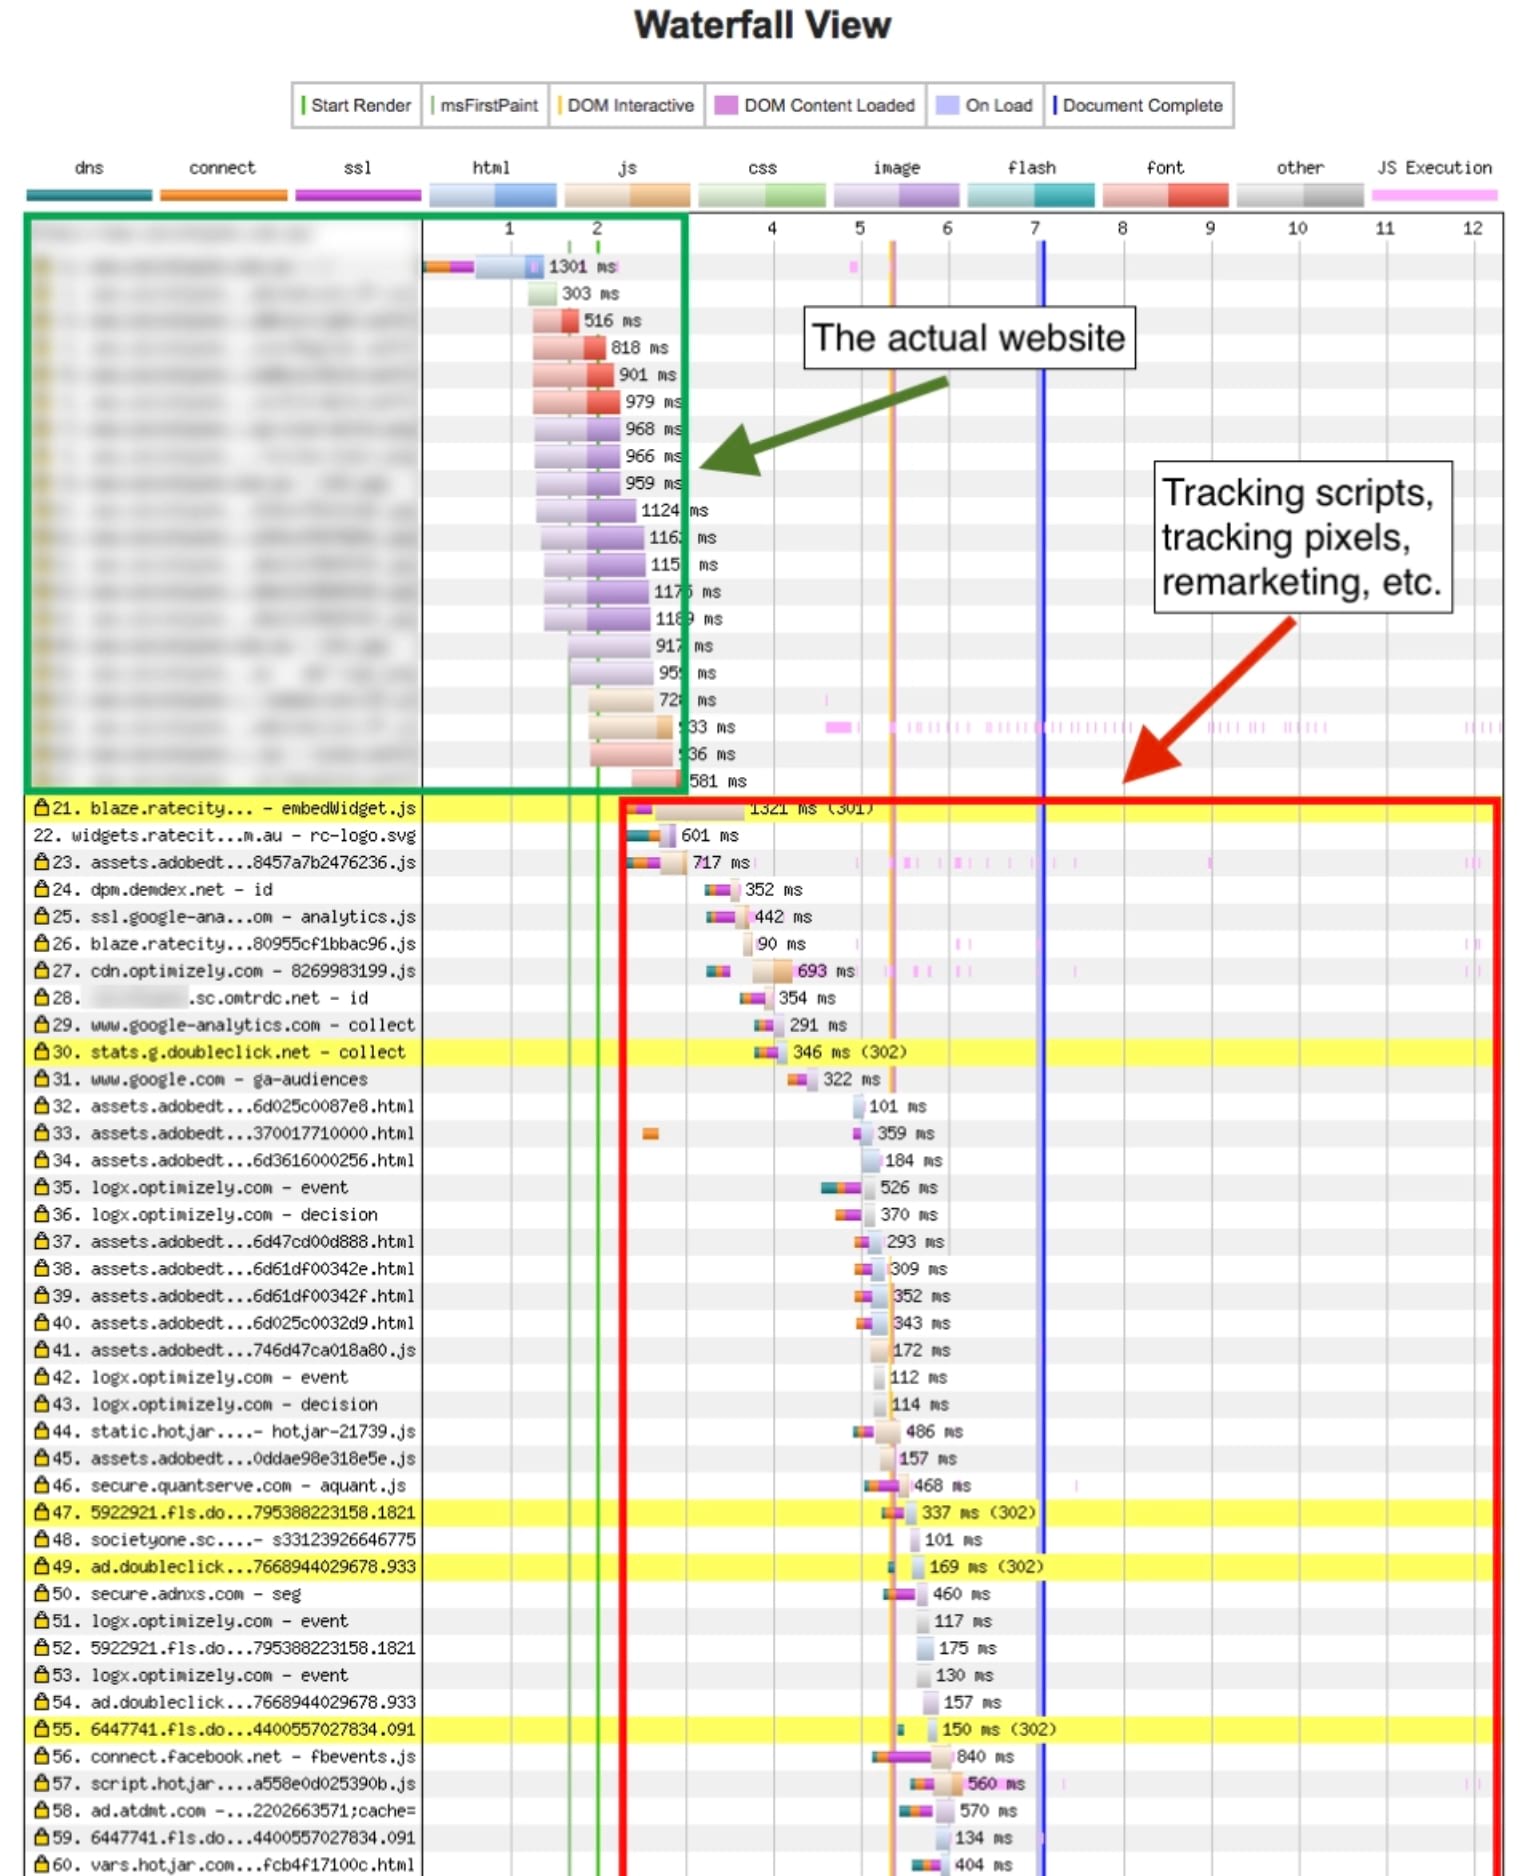 Waterfall View
Start Render
msFirstPaint
DOM Interactive
DOM Content Loaded
On Load
Document Complete
dns connect ssl html js css image flash font other JS Execution
1 2 4 5 6 7 8 9 10 11 12
1301 ms
303 ms
516 ms
818 ms
901 ms
979 ms
968 ms
966 ms
959 ms
1124 ms
116 ms
115 ms
1175 ms
1189 ms
917 ms
95 ms
72 ms
33 ms
36 ms
581 ms
The actual website
Tracking scripts,
tracking pixels,
remarketing, etc.
21. blaze.ratecity... - embedWidget.js 1321 ms (301)
22. widgets.ratecit...m.au - rc-logo.svg 601 ms
23. assets.adobedt...8457a7b2476236.js 717 ms
24. dpm.demdex.net - id 352 ms
25. ssl.google-ana...om - analytics.js 442 ms
26. blaze.ratecity...80955cf1bbac96.js 90 ms
27. cdn.optimizely.com - 8269983199.js 693 ms
28. .sc.omtrdc.net - id 354 ms
29. www.google-analytics.com - collect 291 ms
30. stats.g.doubleclick.net - collect 346 ms (302)
31. www.google.com - ga-audiences 322 ms
32. assets.adobedt...6d025c0087e8.html 101 ms
33. assets.adobedt...370017710000.html 359 ms
34. assets.adobedt...6d3616000256.html 184 ms
35. logx.optimizely.com - event 526 ms
36. logx.optimizely.com - decision 370 ms
37. assets.adobedt...6d47cd00d888.html 293 ms
38. assets.adobedt...6d61df00342e.html 309 ms
39. assets.adobedt...6d61df00342f.html 352 ms
40. assets.adobedt...6d025c0032d9.html 343 ms
41. assets.adobedt...746d47ca018a80.js 172 ms
42. logx.optimizely.com - event 112 ms
43. logx.optimizely.com - decision 114 ms
44. static.hotjar....- hotjar-21739.js 486 ms
45. assets.adobedt...0ddae98e318e5e.js 157 ms
46. secure.quantserve.com - aquant.js 468 ms
47. 5922921.fls.do...795388223158.1821 337 ms (302)
48. societyone.sc....- s33123926646775 101 ms
49. ad.doubleclick...7668944029678.933 169 ms (302)
50. secure.adnxs.com - seg 460 ms
51. logx.optimizely.com - event 117 ms
52. 5922921.fls.do...795388223158.1821 175 ms
53. logx.optimizely.com - event 130 ms
54. ad.doubleclick...7668944029678.933 157 ms
55. 6447741.fls.do...4400557027834.091 150 ms (302)
56. connect.facebook.net - fbevents.js 840 ms
57. script.hotjar....a558e0d025390b.js 560 ms
58. ad.atdmt.com -...2202663571;cache= 570 ms
59. 6447741.fls.do...4400557027834.091 134 ms
60. vars.hotjar.com...fcb4f17100c.html 404 ms